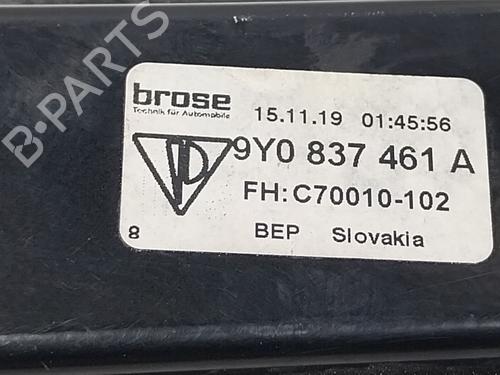 B-PARTS
brose
Technik für Automobile
15.11.19 01:45:56
9Y0 837 461 A
FH: C70010-102
8
BEP Slovakia